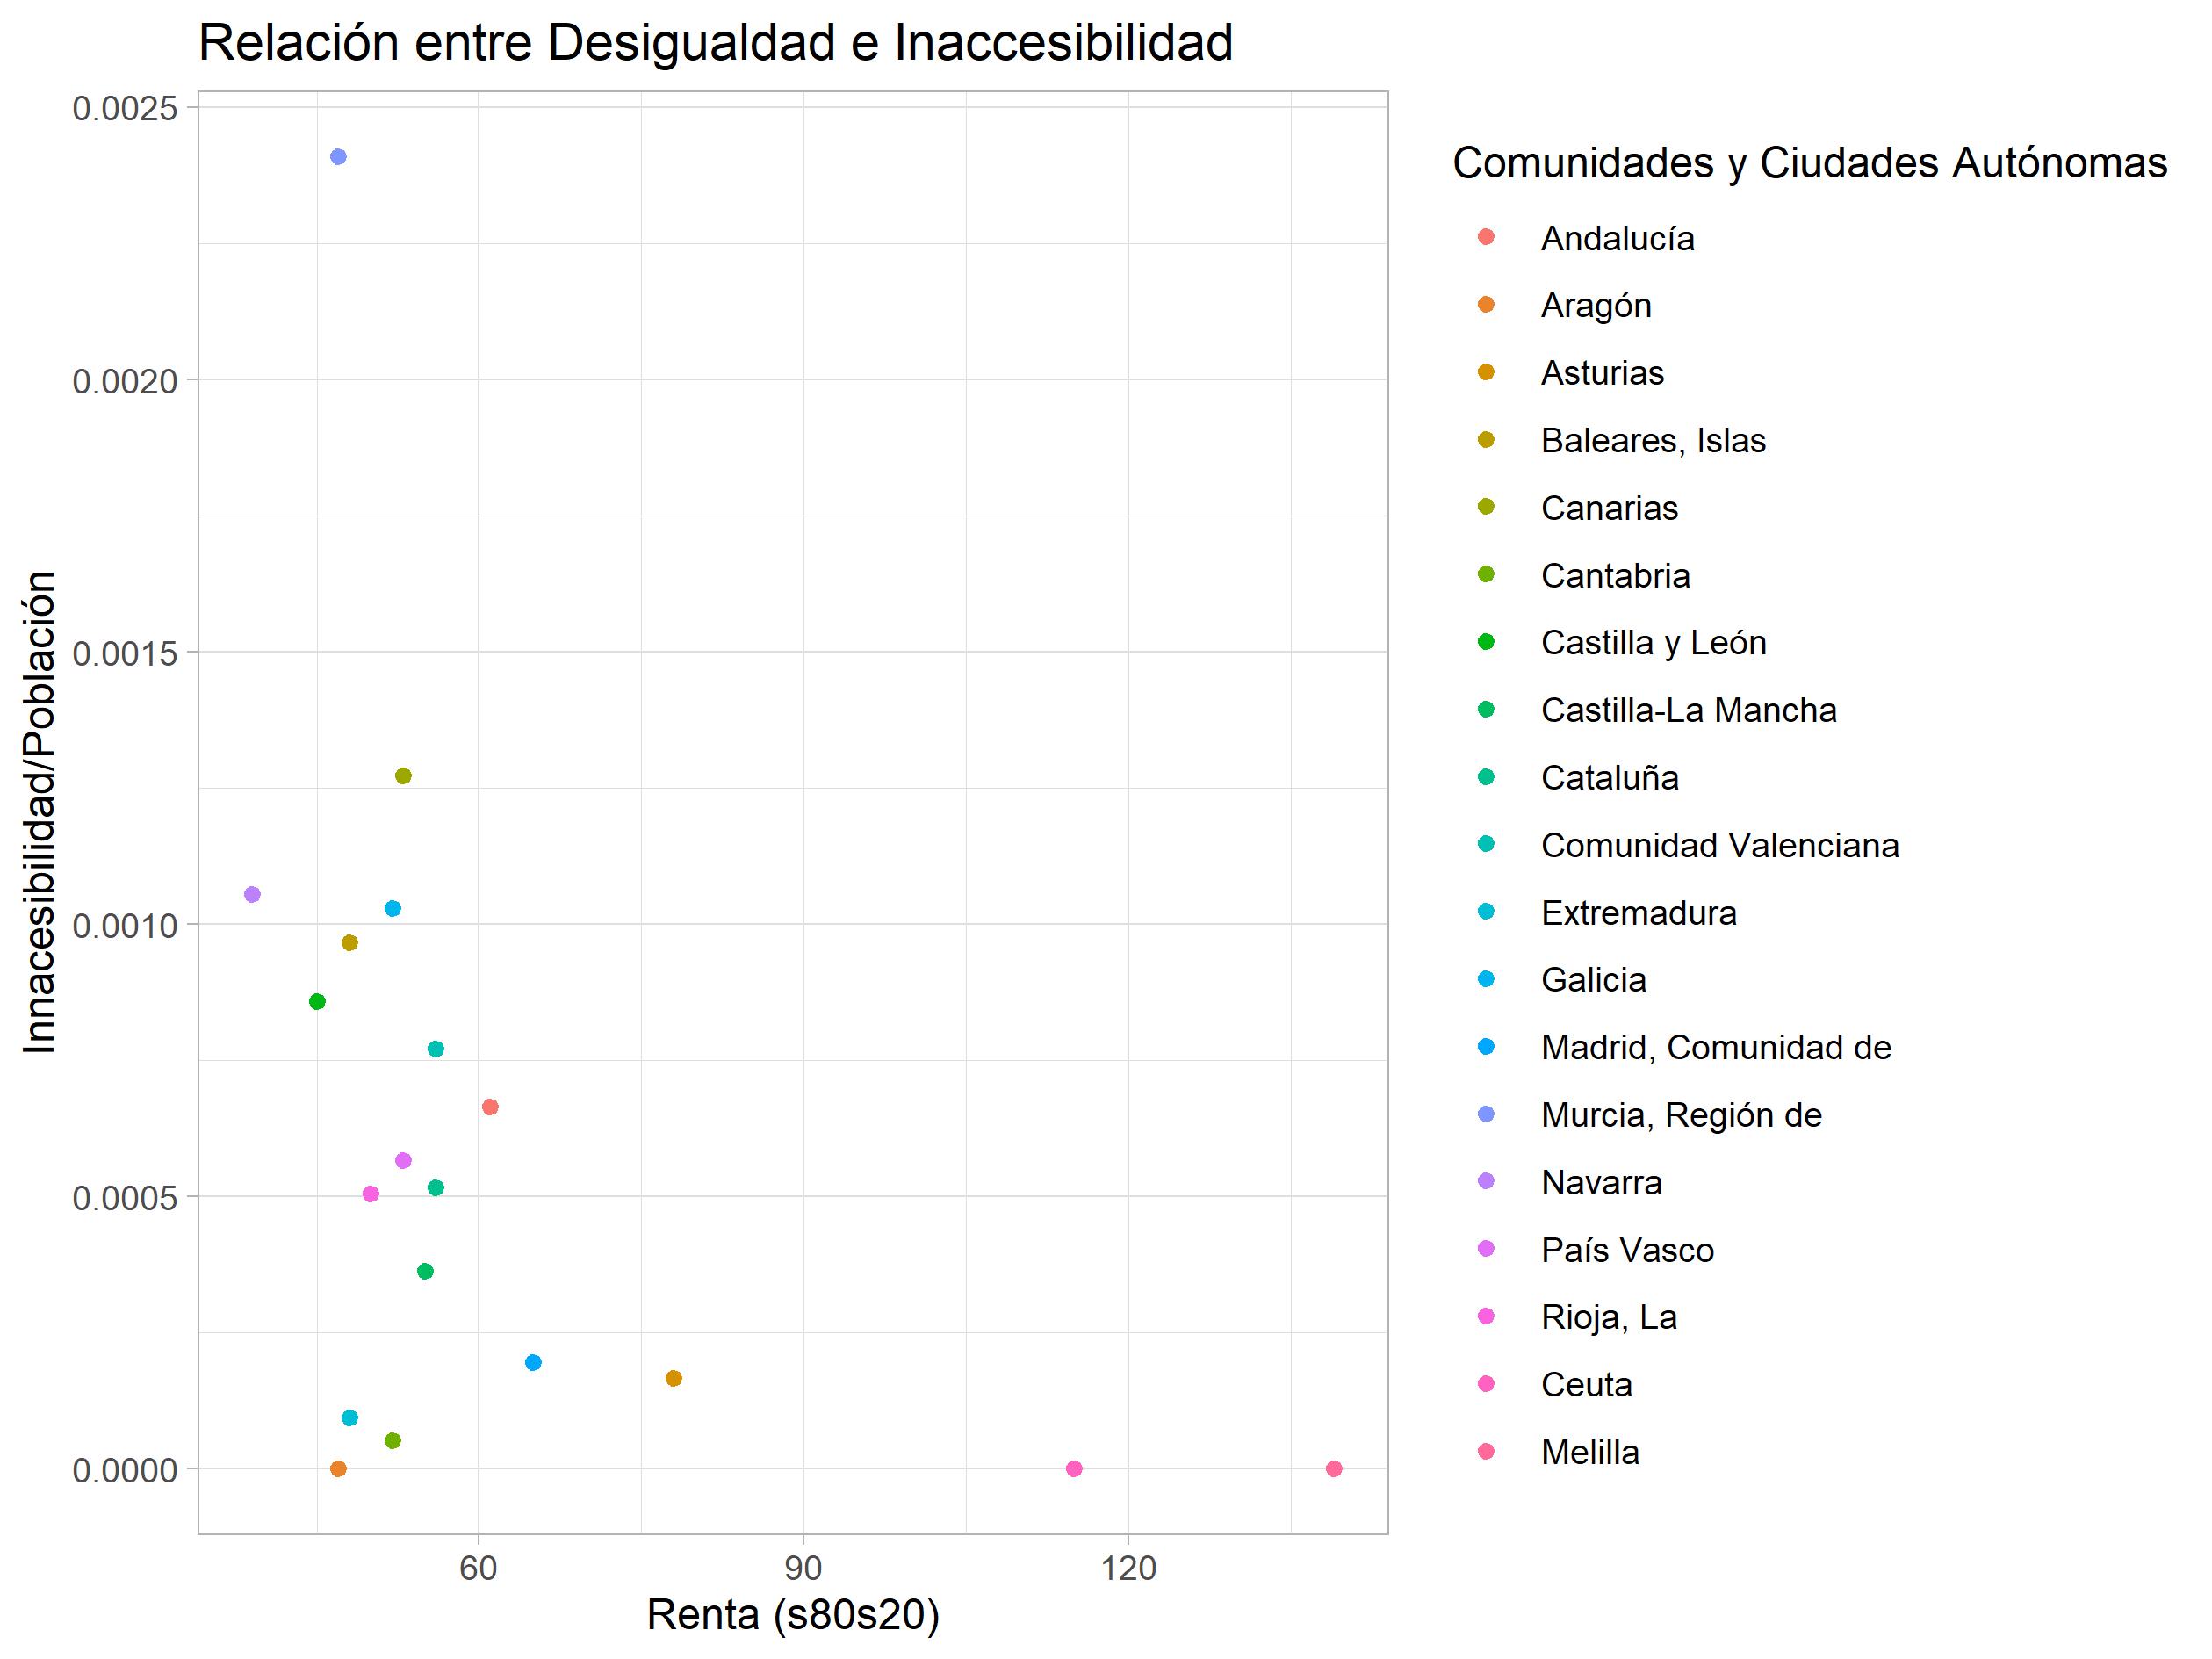 Relación entre Desigualdad e Inaccesibilidad
0.0025
0.0020
0.0015
0.0010
0.0005
0.0000
Innacesibilidad/Población
60 90 120
Renta (s80s20)
Comunidades y Ciudades Autónomas
Andalucía
Aragón
Asturias
Baleares, Islas
Canarias
Cantabria
Castilla y León
Castilla-La Mancha
Cataluña
Comunidad Valenciana
Extremadura
Galicia
Madrid, Comunidad de
Murcia, Región de
Navarra
País Vasco
Rioja, La
Ceuta
Melilla